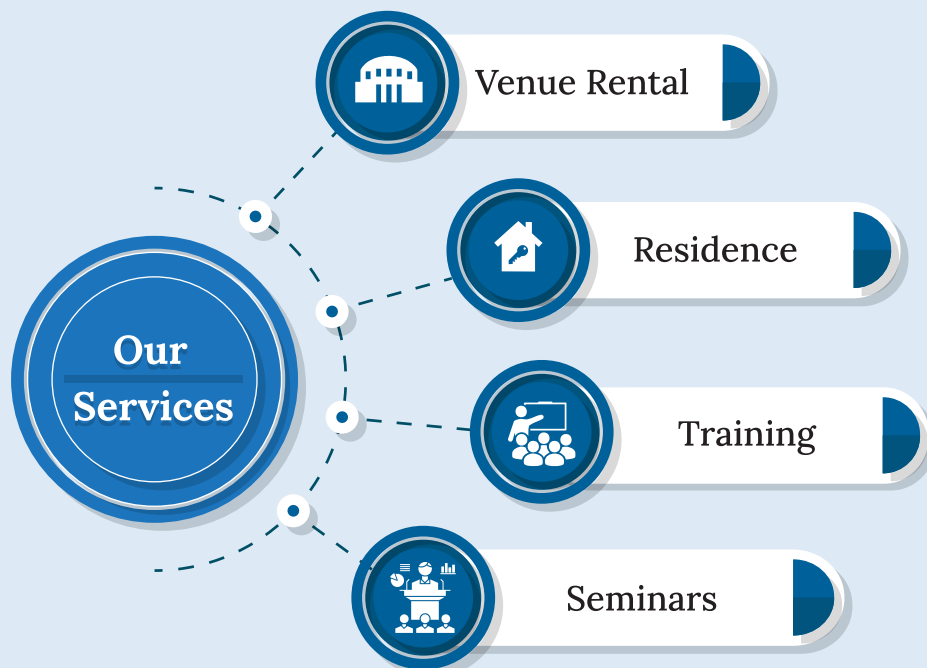 Our
Services
Venue Rental
Residence
Training
Seminars